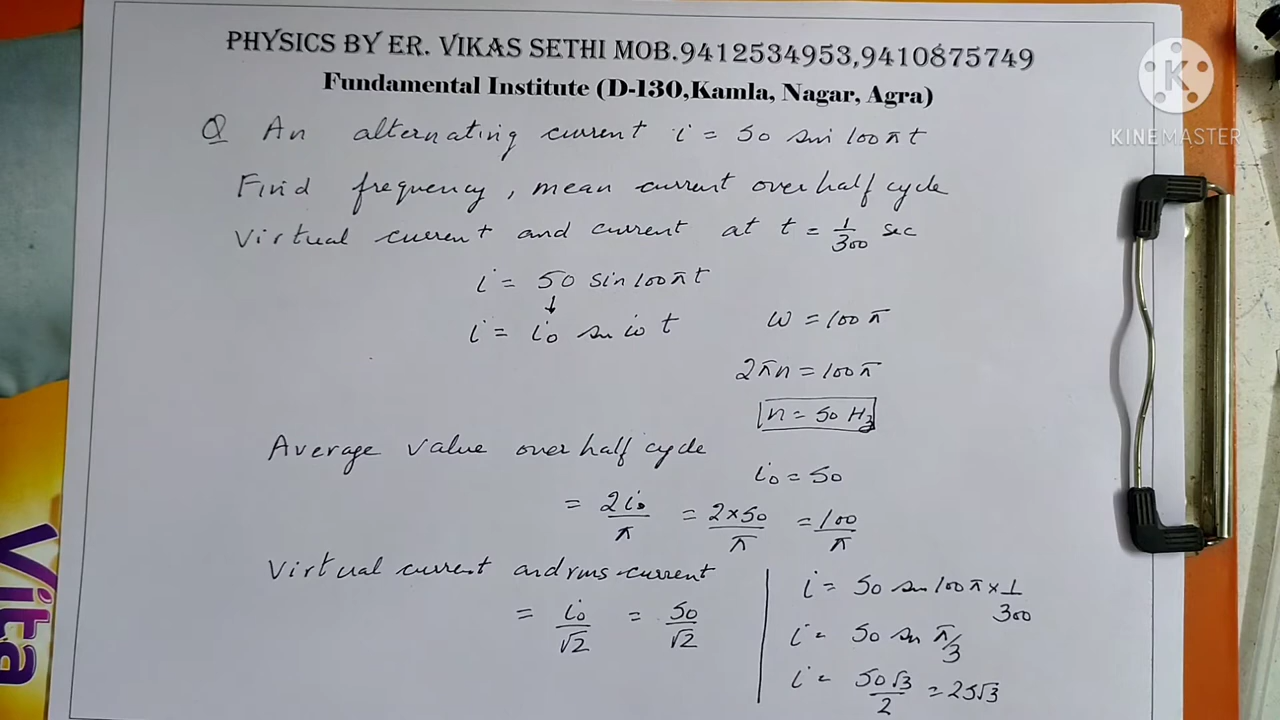 PHYSICS BY ER. VIKAS SETHI MOB.9412534953,9410875749
Fundamental Institute (D-130,Kamla, Nagar, Agra)
K
KINEMASTER
Q An alternating current i = 50 sin 100πt
Find frequency, mean current over half cycle
Virtual current and current at t = 1/300 sec
i = 50 sin 100πt
↓
i = i₀ sin ωt
ω = 100π
2πn = 100π
n = 50 Hz
Average value over half cycle
i₀ = 50
= 2i₀/π = 2×50/π = 100/π
Virtual current and rms current
= i₀/√2 = 50/√2
i = 50 sin 100π × 1/300
i = 50 sin π/3
i = 50√3/2 = 25√3
Vita